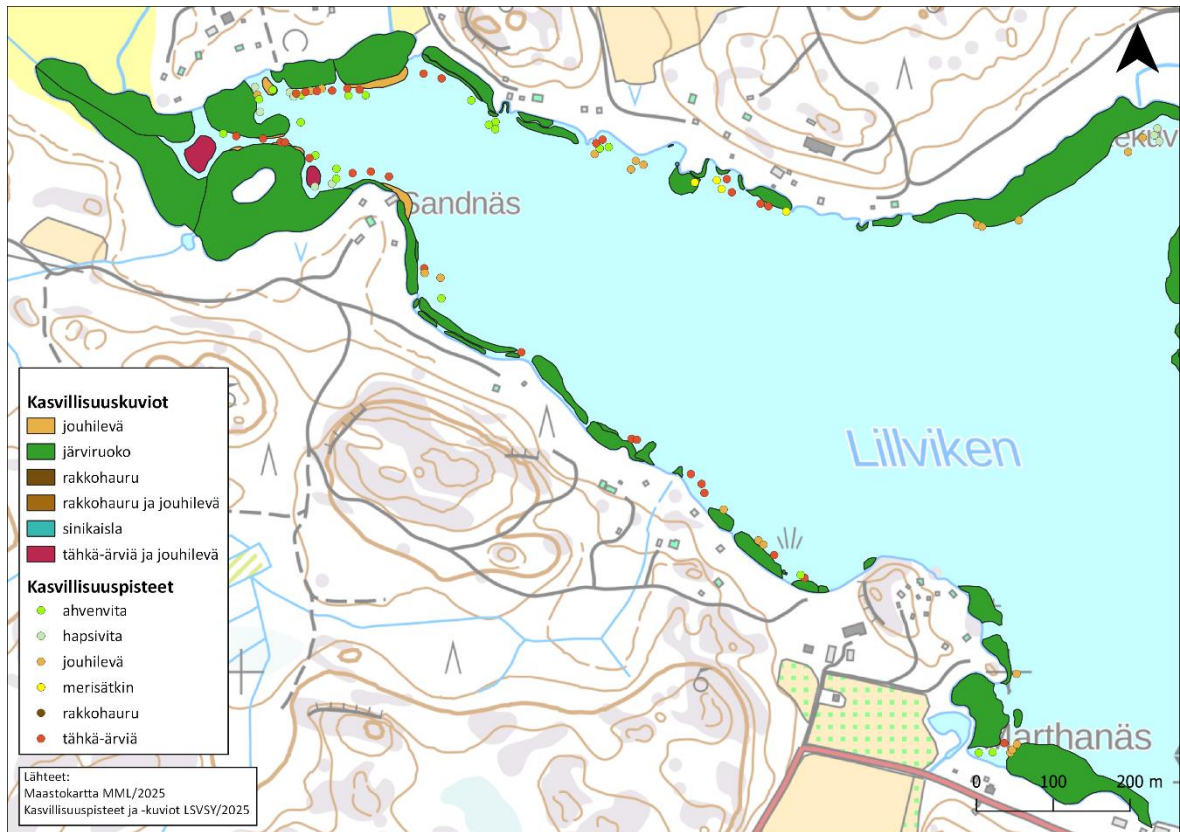 Sandnäs
Lillviken
Kasvillisuuskuviot
jouhilevä
järviruoko
rakkohauru
rakkohauru ja jouhilevä
sinikaisla
tähkä-ärviä ja jouhilevä
Kasvillisuuspisteet
ahvenvita
hapsivita
jouhilevä
merisätkin
rakkohauru
tähkä-ärviä
Marthanäs
0 100 200 m
Lähteet:
Maastokartta MML/2025
Kasvillisuuspisteet ja -kuviot LSVSY/2025